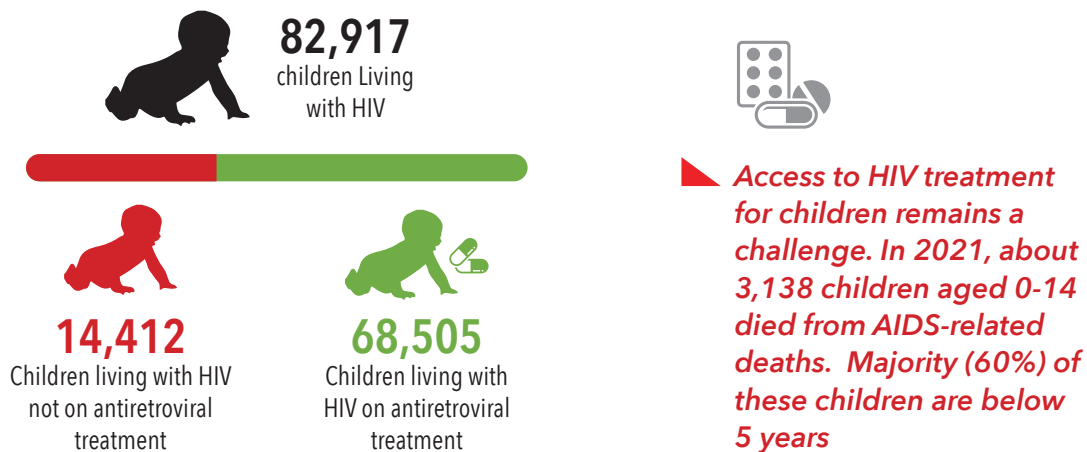 82,917
children Living
with HIV
14,412
Children living with HIV
not on antiretroviral
treatment
68,505
Children living with
HIV on antiretroviral
treatment
Access to HIV treatment
for children remains a
challenge. In 2021, about
3,138 children aged 0-14
died from AIDS-related
deaths.  Majority (60%) of
these children are below
5 years